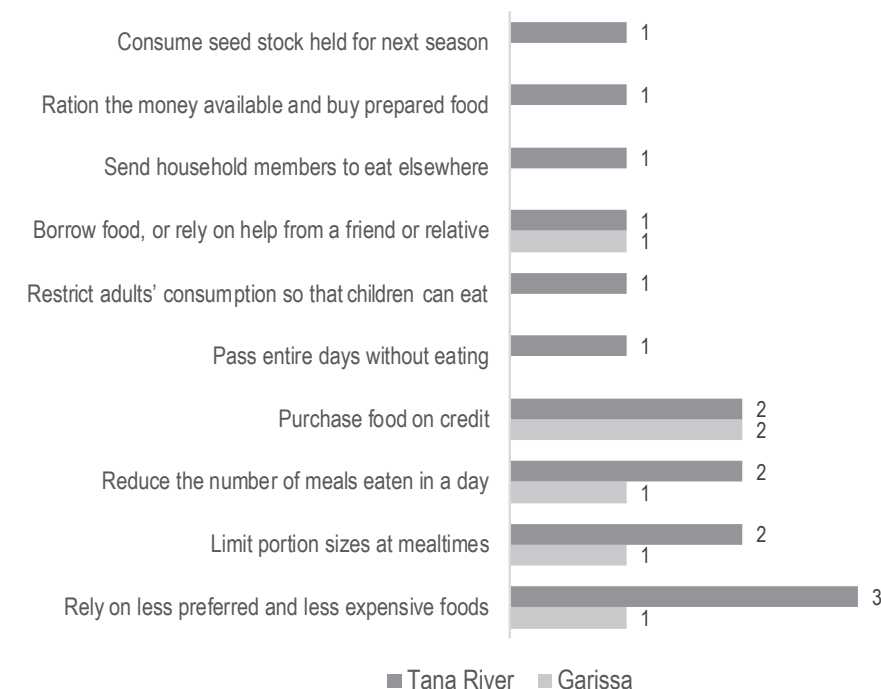 Consume seed stock held for next season 1
Ration the money available and buy prepared food 1
Send household members to eat elsewhere 1
Borrow food, or rely on help from a friend or relative 1
1
Restrict adults’ consumption so that children can eat 1
Pass entire days without eating 1
Purchase food on credit 2
2
Reduce the number of meals eaten in a day 2
1
Limit portion sizes at mealtimes 2
1
Rely on less preferred and less expensive foods 3
1
Tana River Garissa